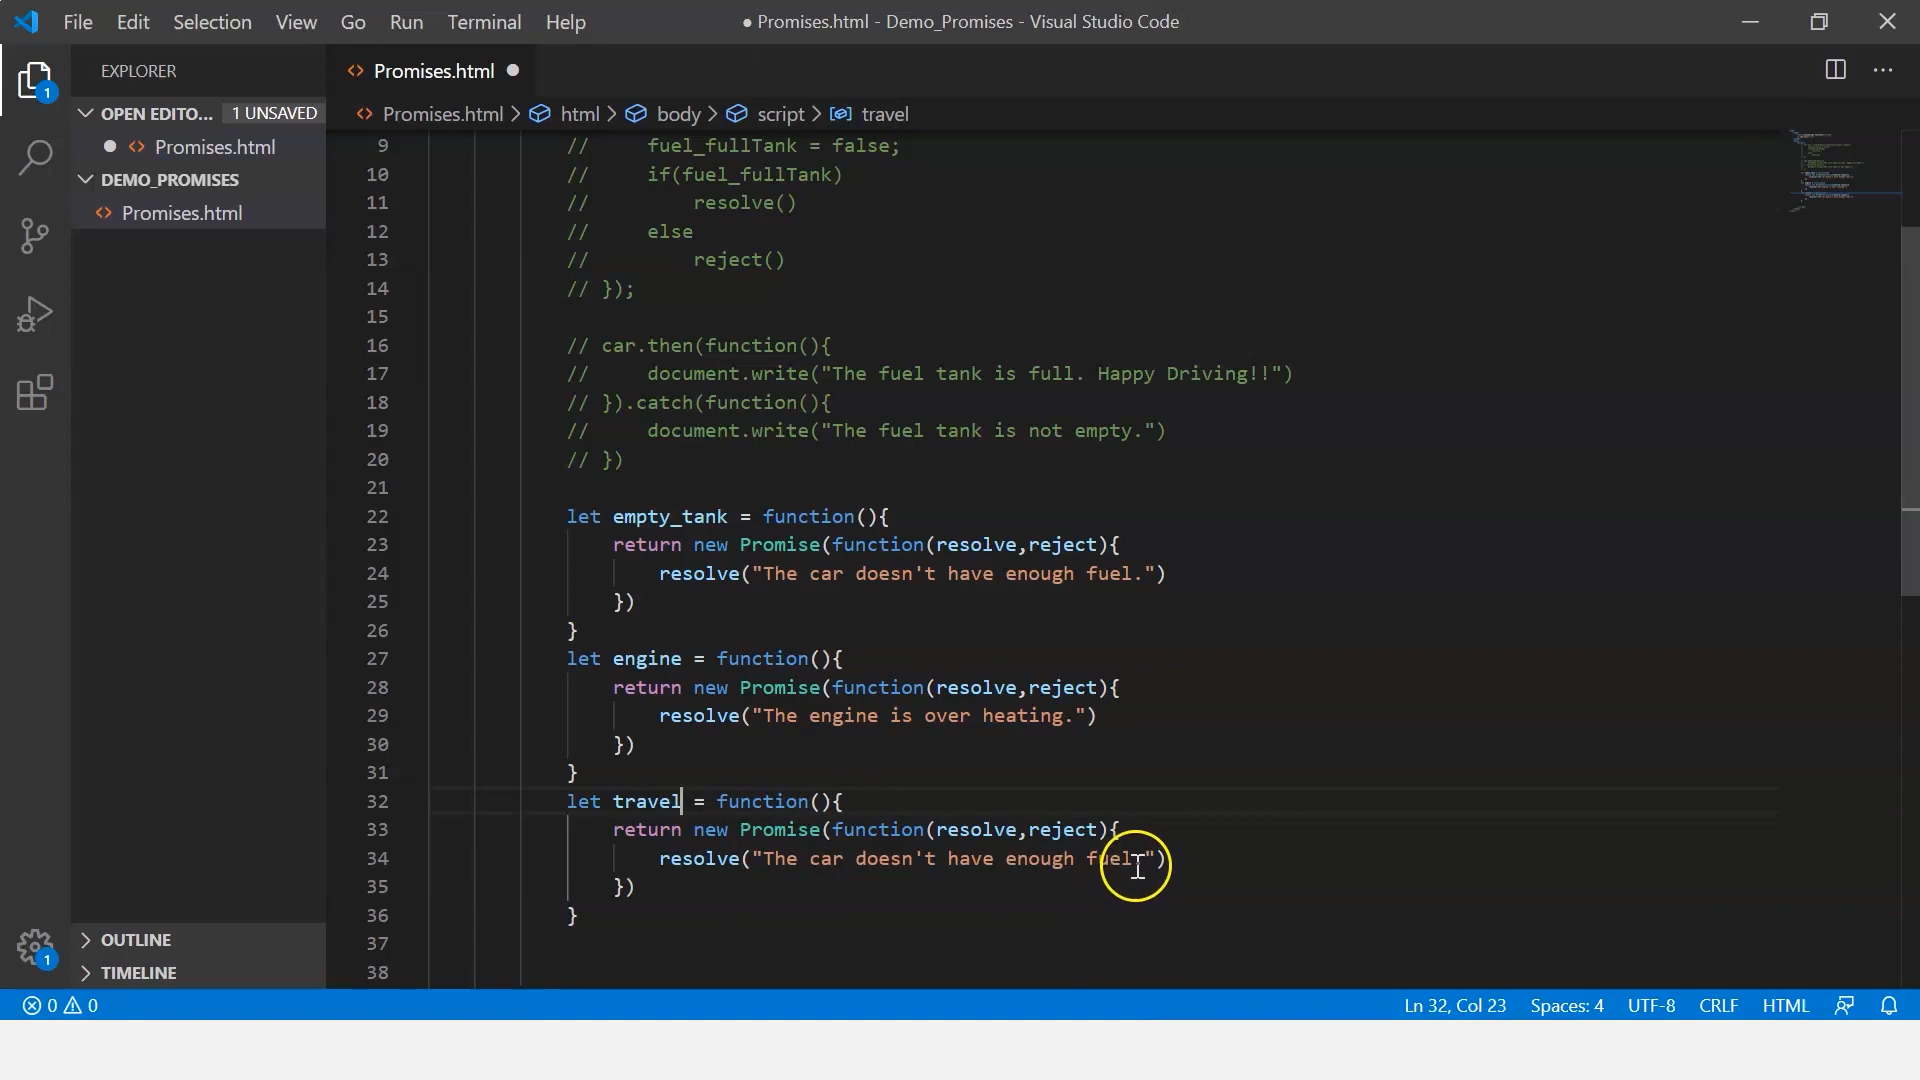 File Edit Selection View Go Run Terminal Help ● Promises.html - Demo_Promises - Visual Studio Code
EXPLORER
Promises.html ●
OPEN EDITO... 1 UNSAVED
Promises.html > html > body > script > travel
● Promises.html
DEMO_PROMISES
Promises.html
9 // fuel_fullTank = false;
10 // if(fuel_fullTank)
11 // resolve()
12 // else
13 // reject()
14 // });
15
16 // car.then(function(){
17 // document.write("The fuel tank is full. Happy Driving!!")
18 // }).catch(function(){
19 // document.write("The fuel tank is not empty.")
20 // })
21
22 let empty_tank = function(){
23 return new Promise(function(resolve,reject){
24 resolve("The car doesn't have enough fuel.")
25 })
26 }
27 let engine = function(){
28 return new Promise(function(resolve,reject){
29 resolve("The engine is over heating.")
30 })
31 }
32 let travel = function(){
33 return new Promise(function(resolve,reject){
34 resolve("The car doesn't have enough fuel.")
35 })
36 }
37
38
1
1
OUTLINE
TIMELINE
0 0 Ln 32, Col 23 Spaces: 4 UTF-8 CRLF HTML